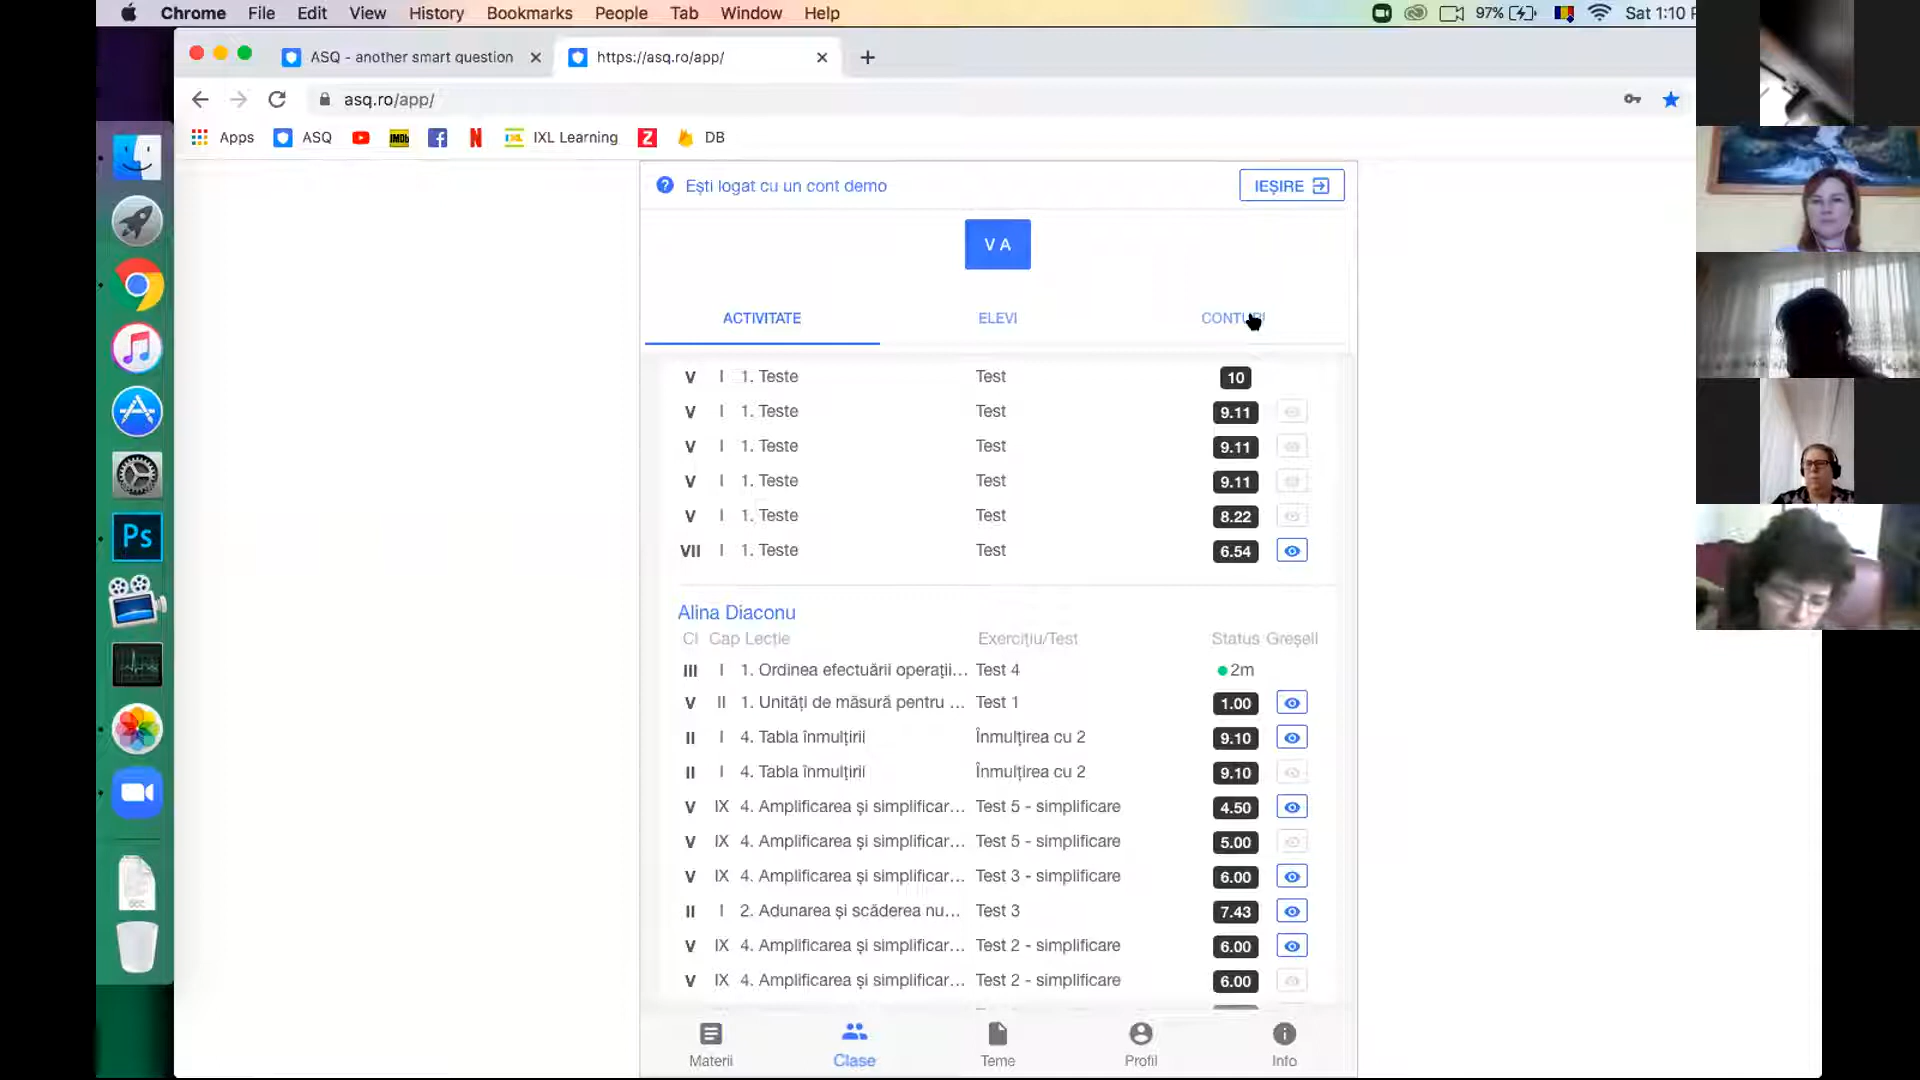 Chrome File Edit View History Bookmarks People Tab Window Help 97% Sat 1:10
ASQ - another smart question https://asq.ro/app/
asq.ro/app/
Apps ASQ IMDb N IXL IXL Learning Z DB
Ești logat cu un cont demo IEȘIRE
V A
ACTIVITATE ELEVI
V I 1. Teste Test 10
V I 1. Teste Test 9.11
V I 1. Teste Test 9.11
V I 1. Teste Test 9.11
V I 1. Teste Test 8.22
VII I 1. Teste Test 6.54
Alina Diaconu
Cl Cap Lecție Exercițiu/Test Status Greșeli
III I 1. Ordinea efectuării operații... Test 4 2m
V II 1. Unități de măsură pentru ... Test 1 1.00
II I 4. Tabla înmulțirii Înmulțirea cu 2 9.10
II I 4. Tabla înmulțirii Înmulțirea cu 2 9.10
V IX 4. Amplificarea și simplificar... Test 5 - simplificare 4.50
V IX 4. Amplificarea și simplificar... Test 5 - simplificare 5.00
V IX 4. Amplificarea și simplificar... Test 3 - simplificare 6.00
II I 2. Adunarea și scăderea nu... Test 3 7.43
V IX 4. Amplificarea și simplificar... Test 2 - simplificare 6.00
V IX 4. Amplificarea și simplificar... Test 2 - simplificare 6.00
Materii Clase Teme Profil Info
Ps